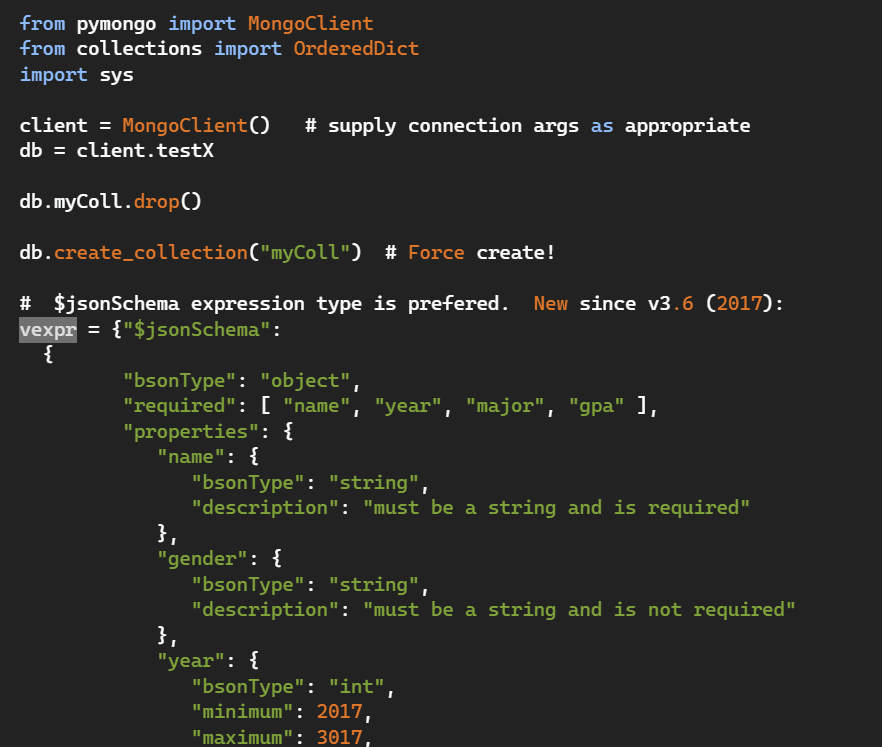 from pymongo import MongoClient
from collections import OrderedDict
import sys
client = MongoClient()   # supply connection args as appropriate
db = client.testX
db.myColl.drop()
db.create_collection("myColl")  # Force create!
#  $jsonSchema expression type is prefered.  New since v3.6 (2017):
vexpr = {"$jsonSchema":
  {
         "bsonType": "object",
         "required": [ "name", "year", "major", "gpa" ],
         "properties": {
            "name": {
               "bsonType": "string",
               "description": "must be a string and is required"
            },
            "gender": {
               "bsonType": "string",
               "description": "must be a string and is not required"
            },
            "year": {
               "bsonType": "int",
               "minimum": 2017,
               "maximum": 3017,